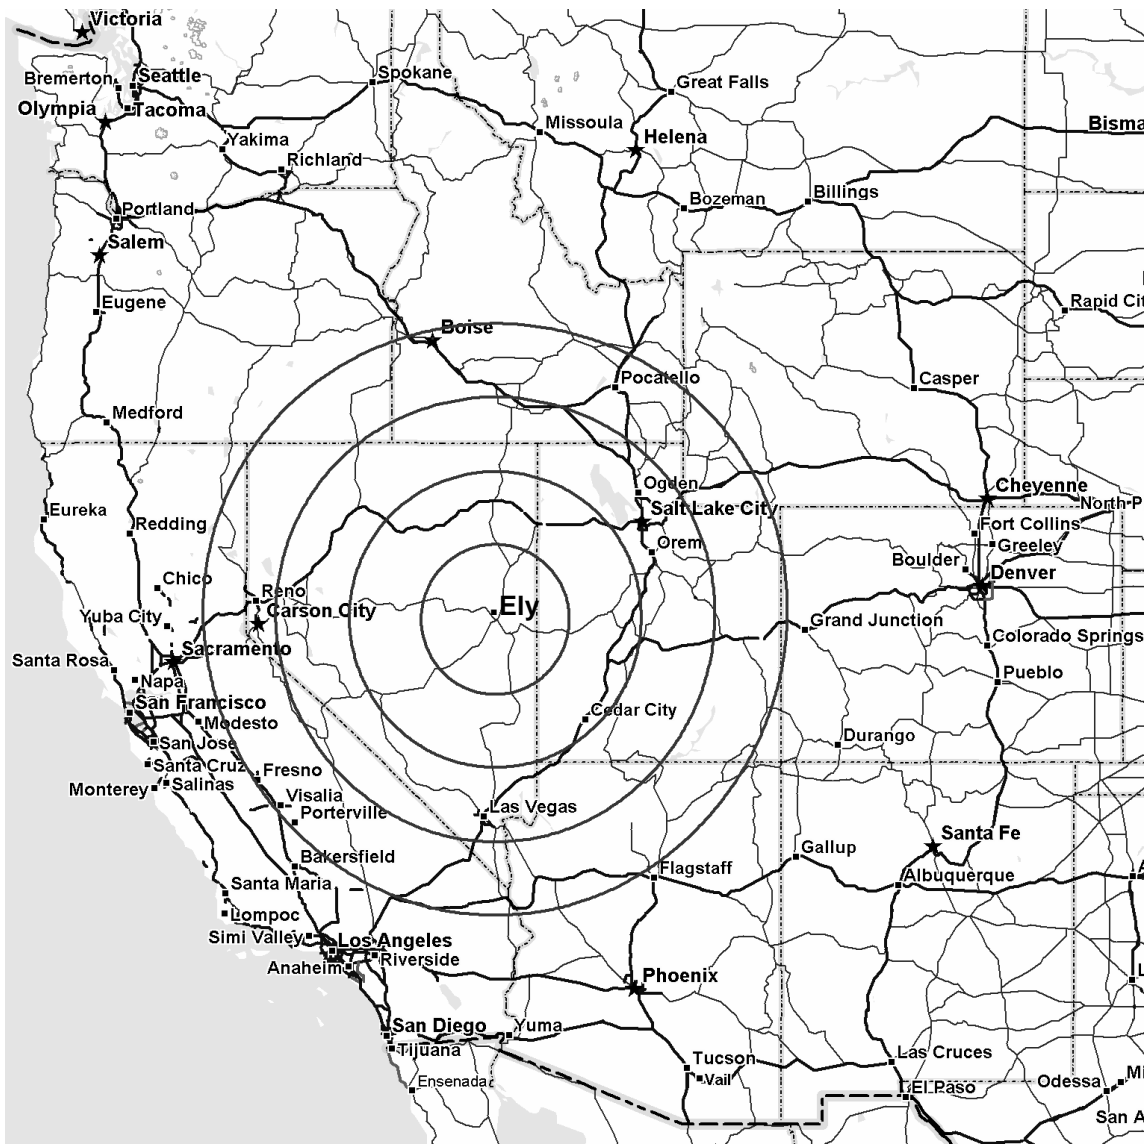 Victoria
Seattle
Bremerton
Spokane
Great Falls
Olympia
Tacoma
Missoula
Helena
Bisma
Yakima
Richland
Billings
Bozeman
Portland
Salem
Eugene
Rapid Cit
Boise
Pocatello
Casper
Medford
Ogden
Cheyenne
North P
Eureka
Redding
Salt Lake City
Fort Collins
Orem
Greeley
Boulder
Denver
Chico
Reno
Ely
Carson City
Yuba City
Grand Junction
Colorado Springs
Sacramento
Santa Rosa
Napa
Pueblo
San Francisco
Modesto
Cedar City
San Jose
Durango
Santa Cruz
Fresno
Salinas
Monterey
Visalia
Las Vegas
Porterville
Santa Fe
Gallup
Bakersfield
Flagstaff
Albuquerque
A
Santa Maria
Lompoc
Simi Valley
Los Angeles
Riverside
Anaheim
Phoenix
L
San Diego
Yuma
Tijuana
Las Cruces
Tucson
Vail
Ensenada
El Paso
Odessa
Mi
San A